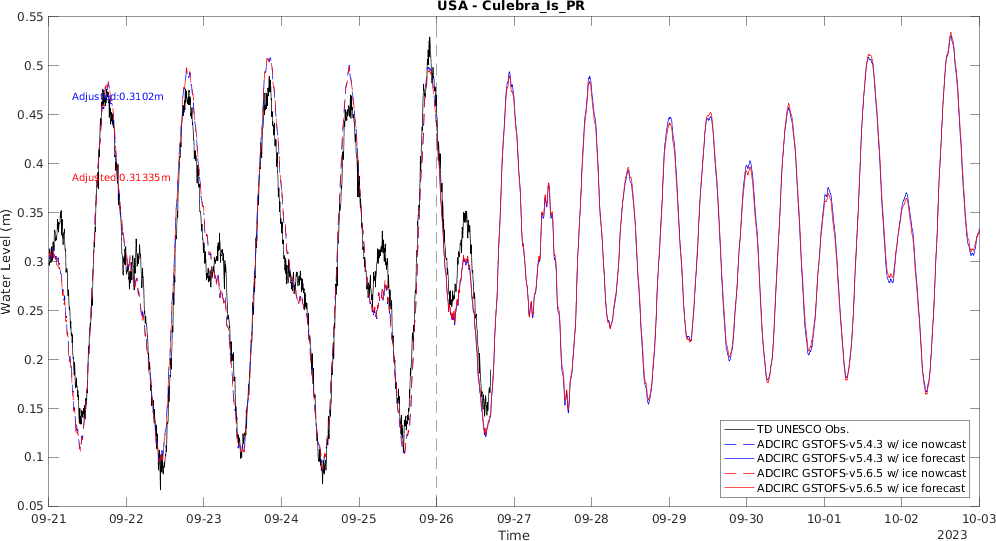 USA - Culebra_Is_PR
0.55
0.5
0.45
0.4
0.35
0.3
0.25
0.2
0.15
0.1
0.05
Water Level (m)
Adjusted:0.3102m
Adjusted:0.31335m
TD UNESCO Obs.
ADCIRC GSTOFS-v5.4.3 w/ ice nowcast
ADCIRC GSTOFS-v5.4.3 w/ ice forecast
ADCIRC GSTOFS-v5.6.5 w/ ice nowcast
ADCIRC GSTOFS-v5.6.5 w/ ice forecast
09-21 09-22 09-23 09-24 09-25 09-26 09-27 09-28 09-29 09-30 10-01 10-02 10-03
Time
2023